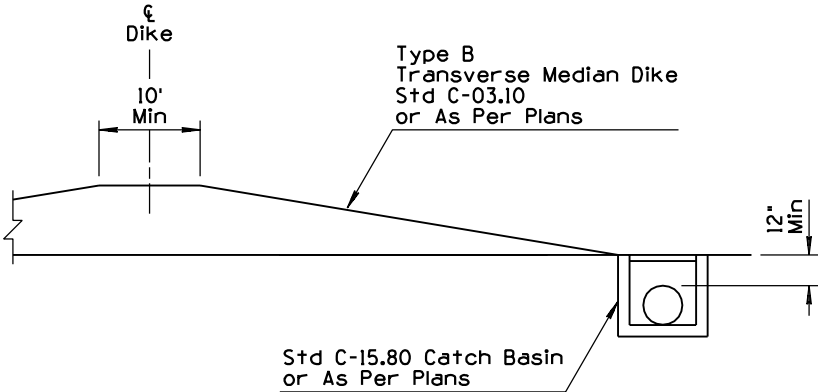 ℄
Dike
10'
Min
Type B
Transverse Median Dike
Std C-03.10
or As Per Plans
12"
Min
Std C-15.80 Catch Basin
or As Per Plans